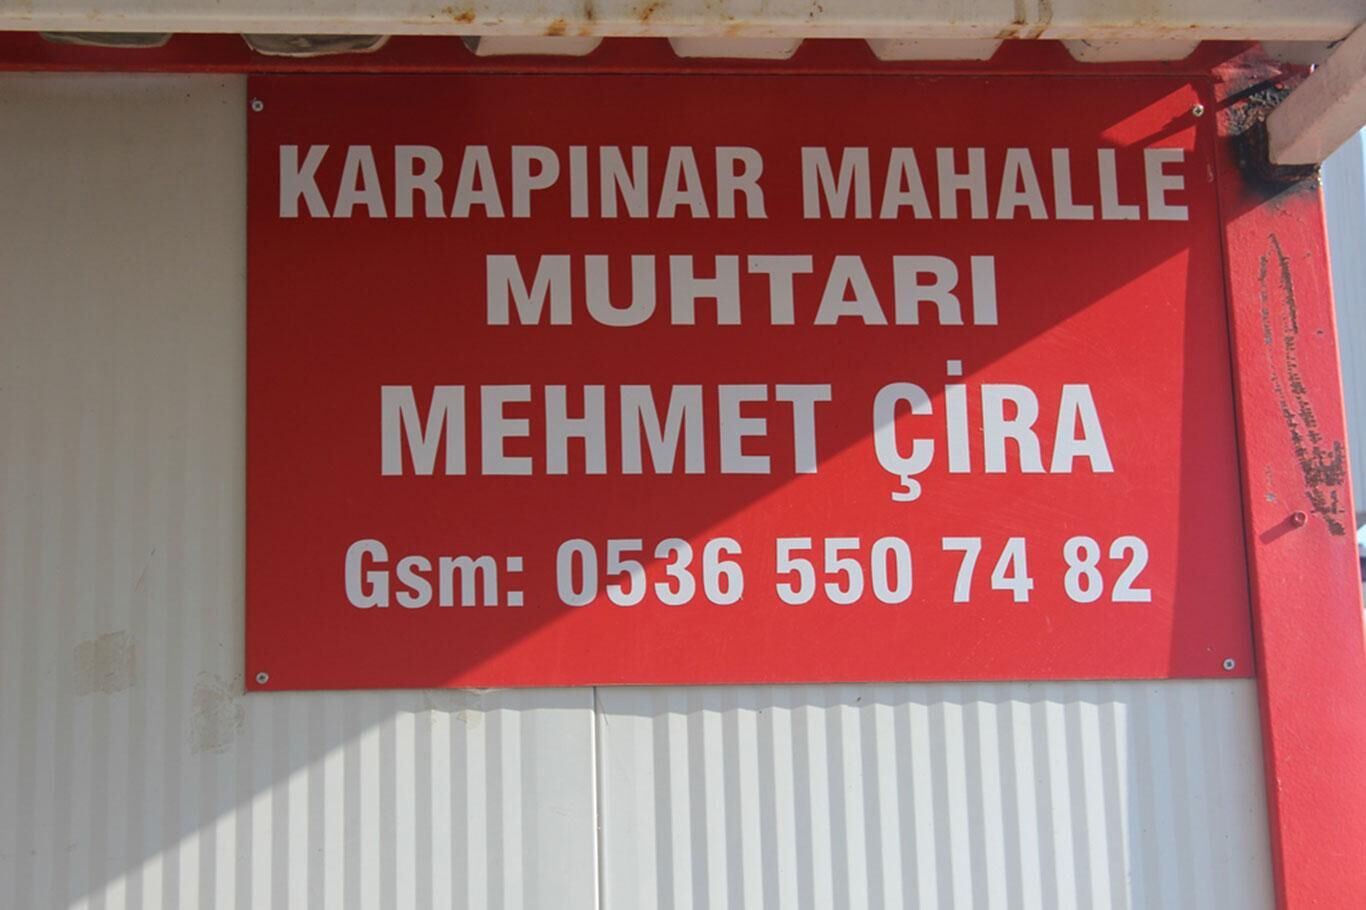 KARAPINAR MAHALLE
MUHTARI
MEHMET ÇİRA
Gsm: 0536 550 74 82